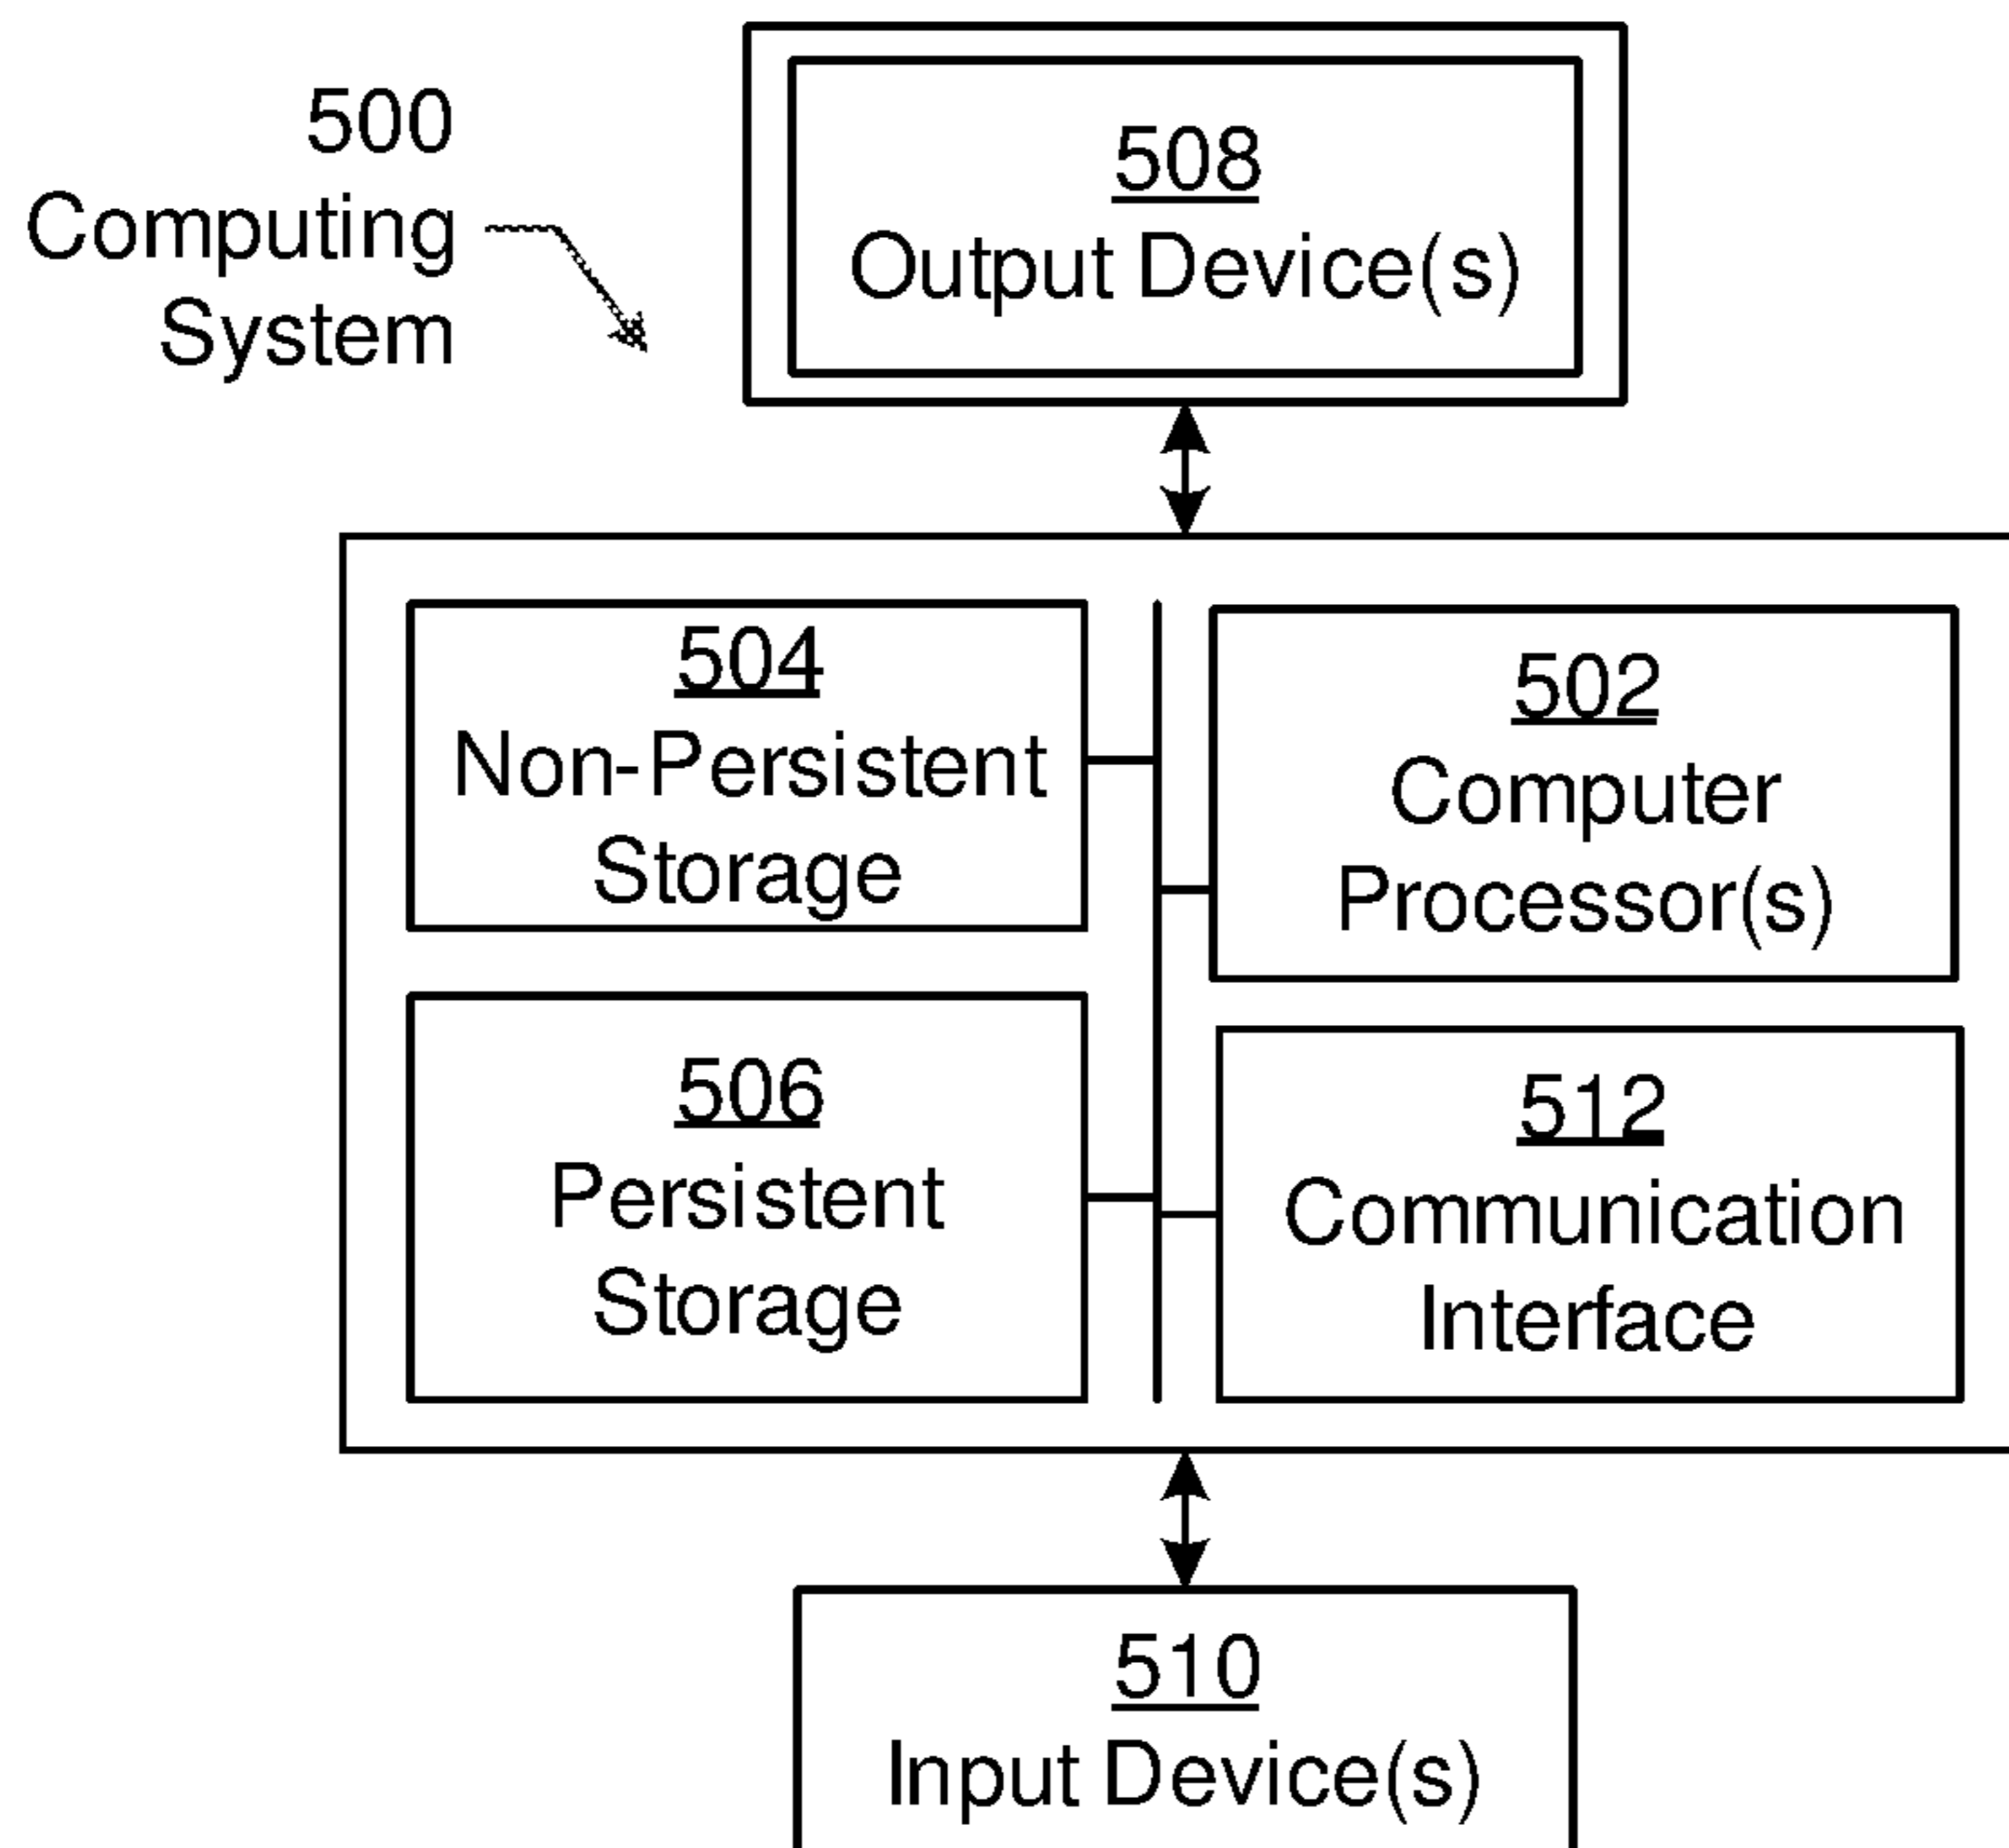 500
Computing
System
508
Output Device(s)
504
Non-Persistent
Storage
502
Computer
Processor(s)
506
Persistent
Storage
512
Communication
Interface
510
Input Device(s)